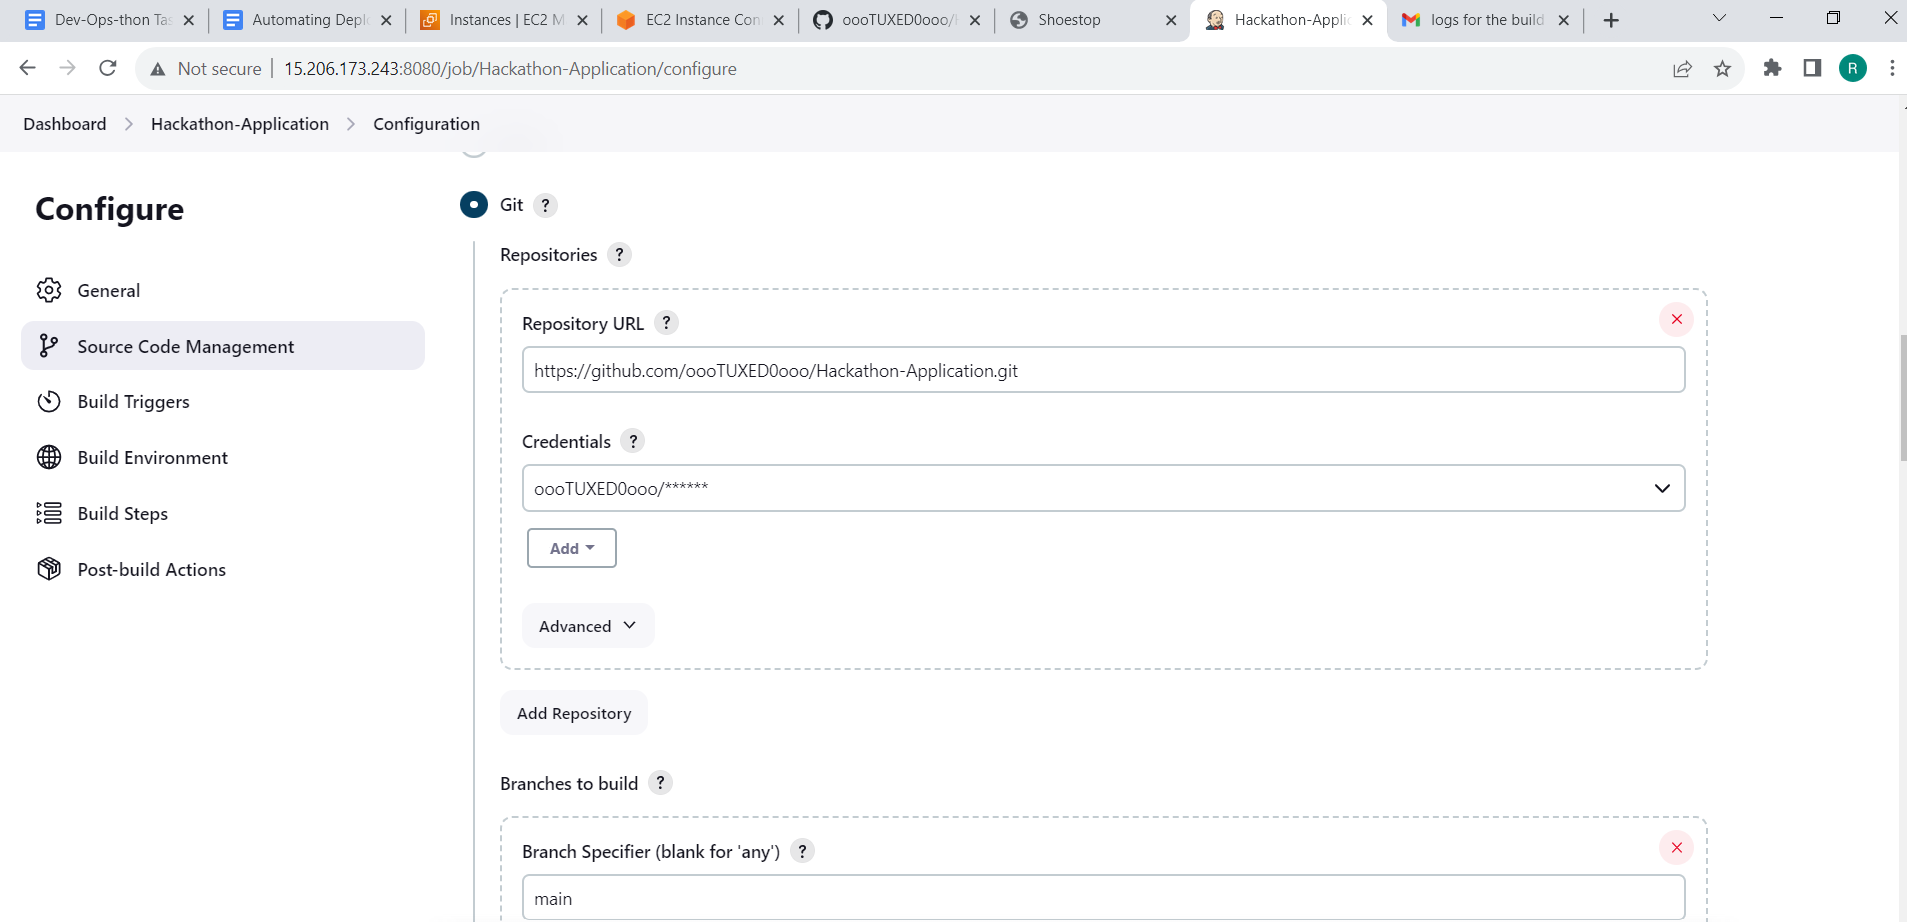 Dev-Ops-thon Tas
Automating Deplo
Instances | EC2 M
EC2 Instance Con
oooTUXED0ooo/
Shoestop
Hackathon-Applic
logs for the build
Not secure
15.206.173.243:8080/job/Hackathon-Application/configure
R
Dashboard
Hackathon-Application
Configuration
Configure
General
Source Code Management
Build Triggers
Build Environment
Build Steps
Post-build Actions
Git ?
Repositories ?
Repository URL ?
https://github.com/oooTUXED0ooo/Hackathon-Application.git
Credentials ?
oooTUXED0ooo/******
Add
Advanced
Add Repository
Branches to build ?
Branch Specifier (blank for 'any') ?
main